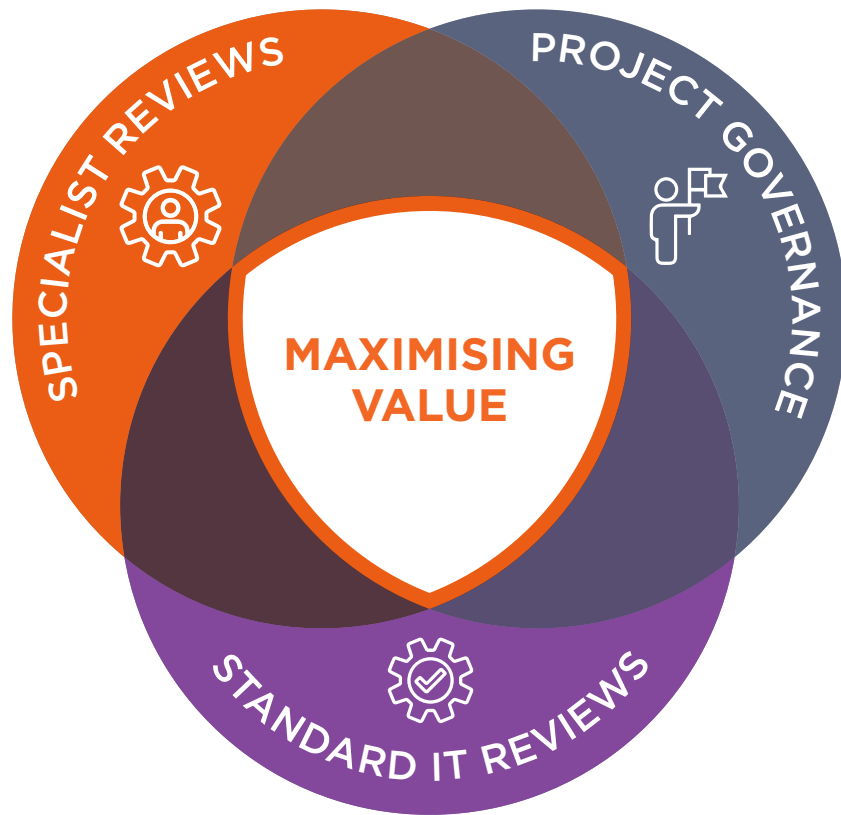 SPECIALIST REVIEWS
PROJECT GOVERNANCE
MAXIMISING
VALUE
STANDARD IT REVIEWS